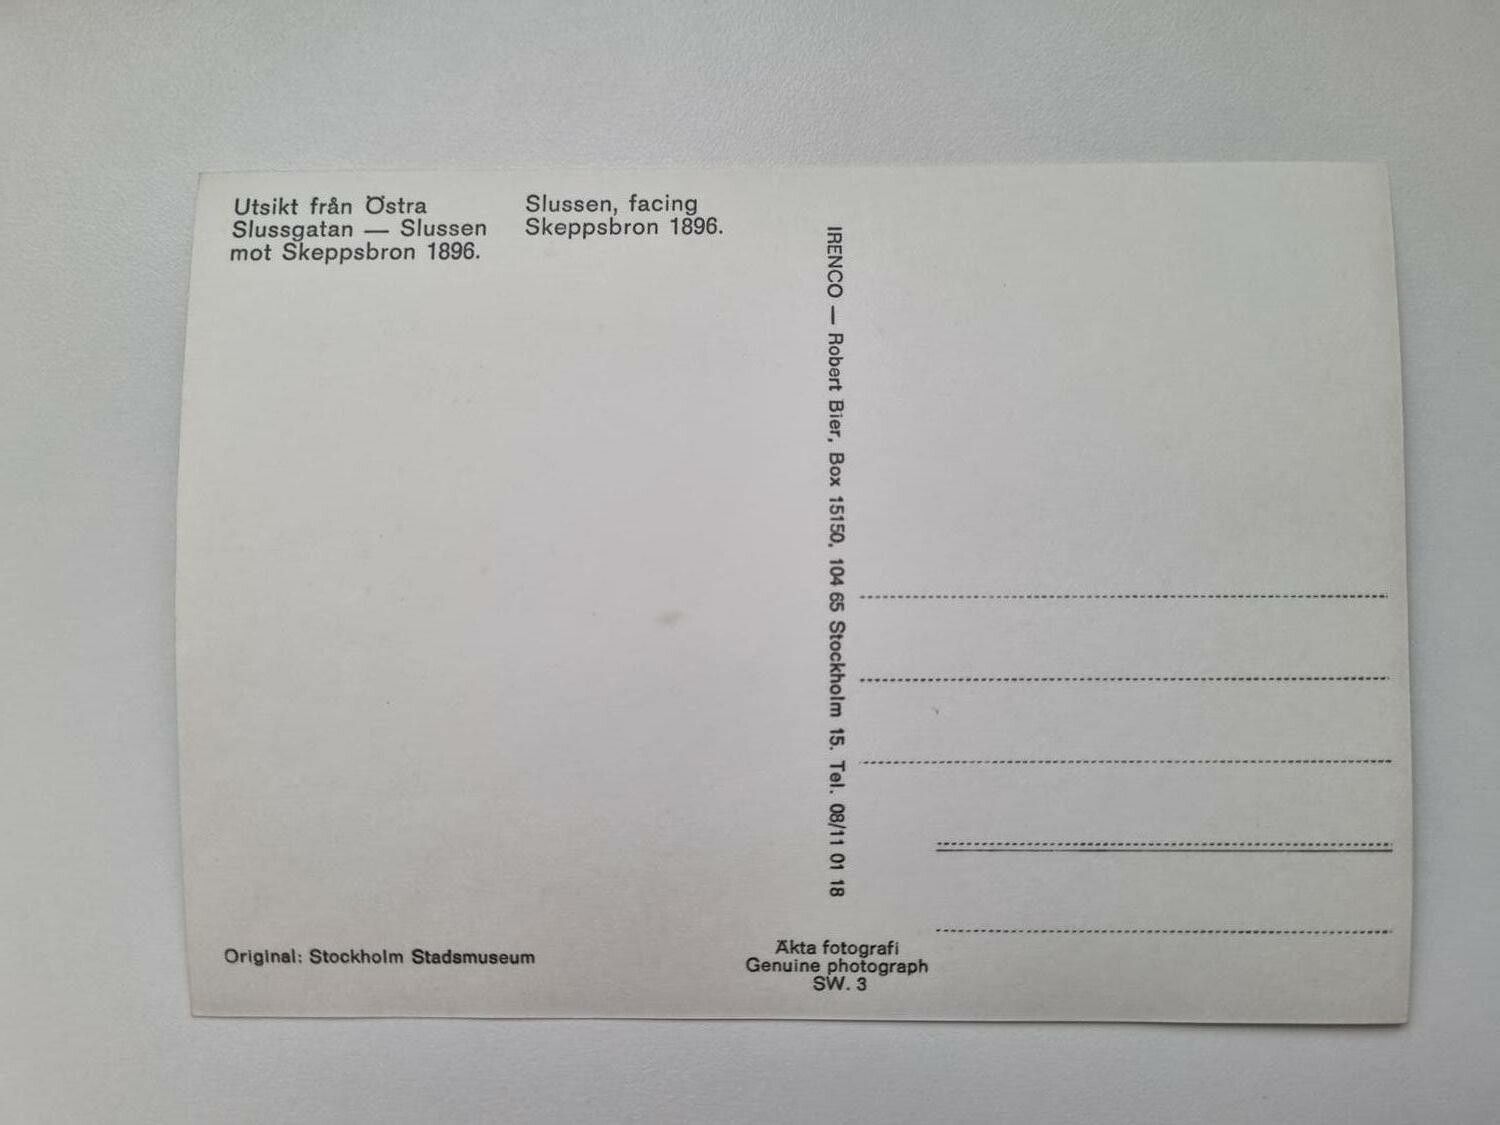 Utsikt från Östra
Slussgatan — Slussen
mot Skeppsbron 1896.
Slussen, facing
Skeppsbron 1896.
IRENCO — Robert Bier, Box 15150, 104 65 Stockholm 15. Tel. 08/11 01 18
Original: Stockholm Stadsmuseum
Äkta fotografi
Genuine photograph
SW. 3